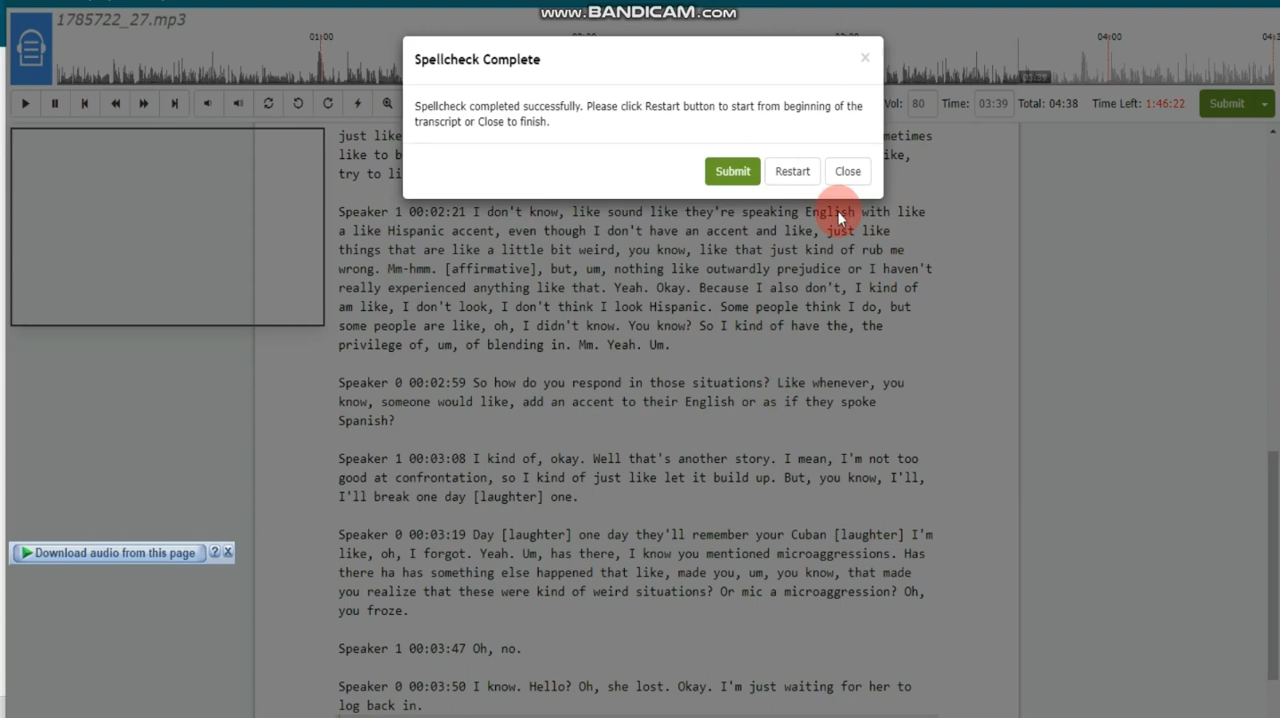 www.BANDICAM.com
1785722_27.mp3
01:00
04:00
03:39
Spellcheck Complete
×
Spellcheck completed successfully. Please click Restart button to start from beginning of the
transcript or Close to finish.
Submit
Restart
Close
Vol: 80 Time: 03:39 Total: 04:38 Time Left: 1:46:22 Submit
just like
metimes
like to b
ike,
try to li
Speaker 1 00:02:21 I don't know, like sound like they're speaking English with like
a like Hispanic accent, even though I don't have an accent and like, just like
things that are like a little bit weird, you know, like that just kind of rub me
wrong. Mm-hmm. [affirmative], but, um, nothing like outwardly prejudice or I haven't
really experienced anything like that. Yeah. Okay. Because I also don't, I kind of
am like, I don't look, I don't think I look Hispanic. Some people think I do, but
some people are like, oh, I didn't know. You know? So I kind of have the, the
privilege of, um, of blending in. Mm. Yeah. Um.
Speaker 0 00:02:59 So how do you respond in those situations? Like whenever, you
know, someone would like, add an accent to their English or as if they spoke
Spanish?
Speaker 1 00:03:08 I kind of, okay. Well that's another story. I mean, I'm not too
good at confrontation, so I kind of just like let it build up. But, you know, I'll,
I'll break one day [laughter] one.
Speaker 0 00:03:19 Day [laughter] one day they'll remember your Cuban [laughter] I'm
like, oh, I forgot. Yeah. Um, has there, I know you mentioned microaggressions. Has
there ha has something else happened that like, made you, um, you know, that made
you realize that these were kind of weird situations? Or mic a microaggression? Oh,
you froze.
Speaker 1 00:03:47 Oh, no.
Speaker 0 00:03:50 I know. Hello? Oh, she lost. Okay. I'm just waiting for her to
log back in.
Download audio from this page ? X